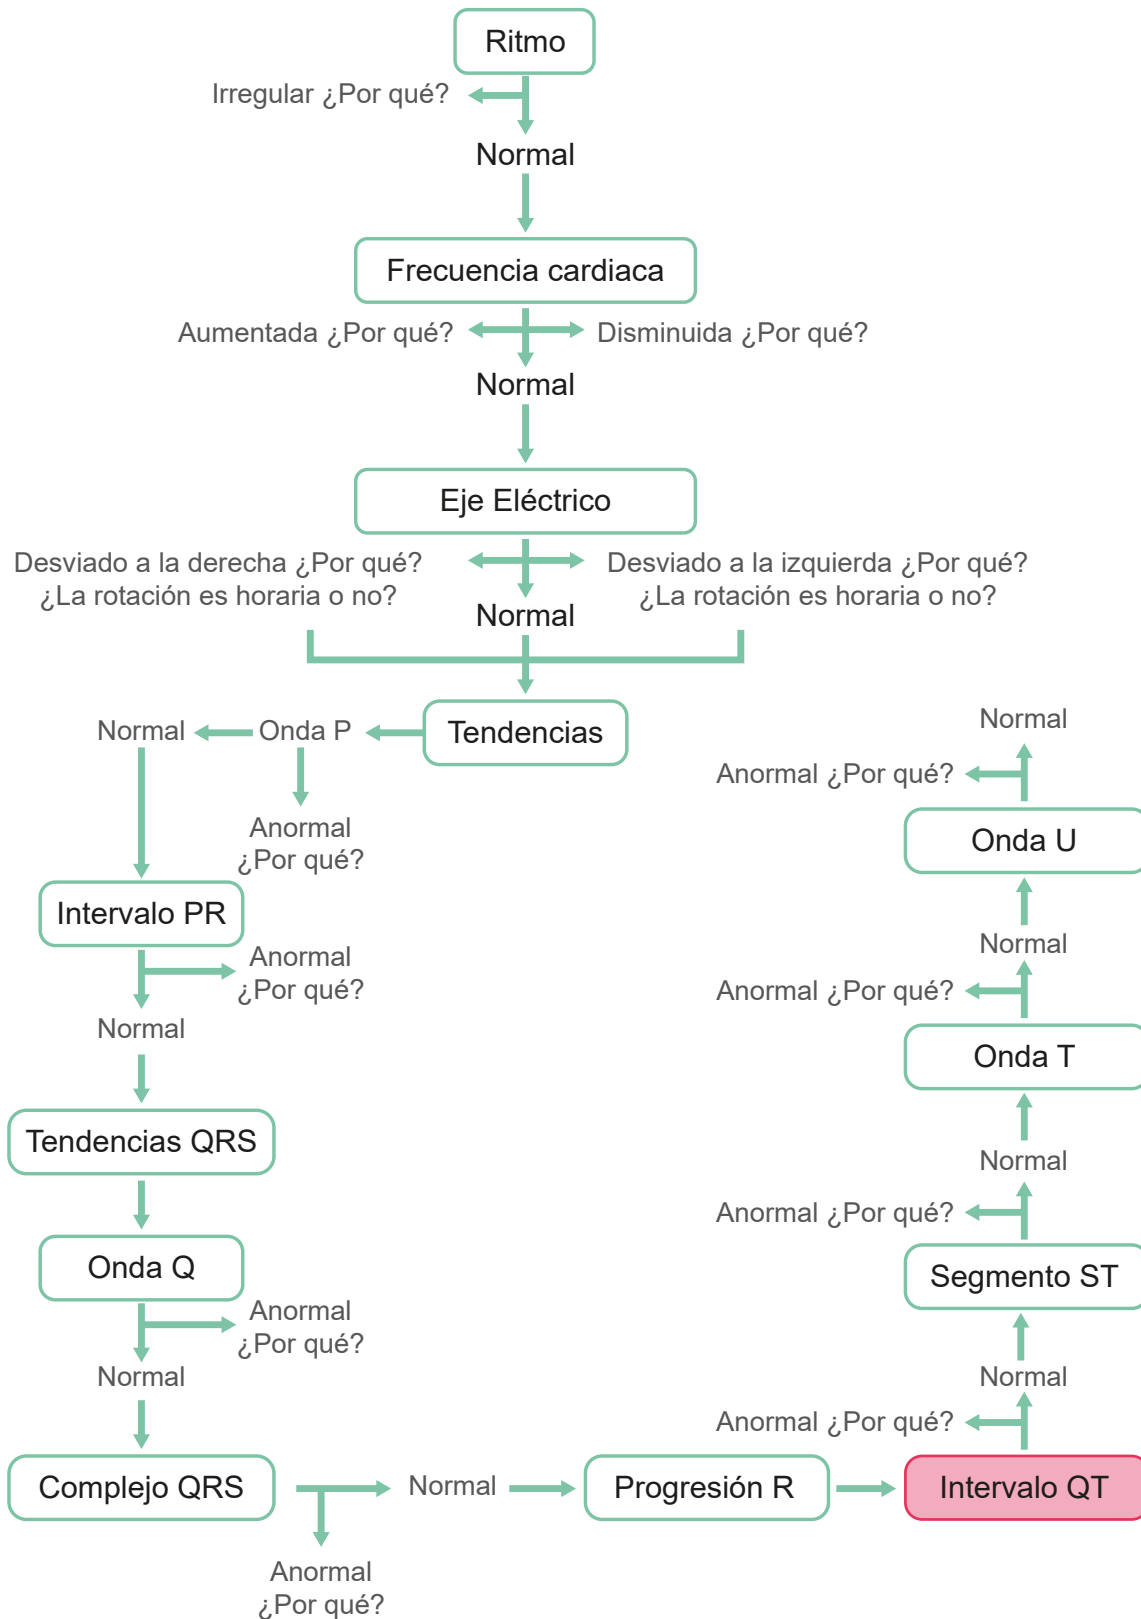 Ritmo
Irregular ¿Por qué?
Normal
Frecuencia cardiaca
Aumentada ¿Por qué?
Disminuida ¿Por qué?
Normal
Eje Eléctrico
Desviado a la derecha ¿Por qué?
¿La rotación es horaria o no?
Desviado a la izquierda ¿Por qué?
¿La rotación es horaria o no?
Normal
Tendencias
Onda P
Normal
Anormal
¿Por qué?
Intervalo PR
Anormal
¿Por qué?
Normal
Tendencias QRS
Onda Q
Anormal
¿Por qué?
Normal
Complejo QRS
Anormal
¿Por qué?
Normal
Progresión R
Intervalo QT
Anormal ¿Por qué?
Normal
Segmento ST
Anormal ¿Por qué?
Normal
Onda T
Anormal ¿Por qué?
Normal
Onda U
Anormal ¿Por qué?
Normal